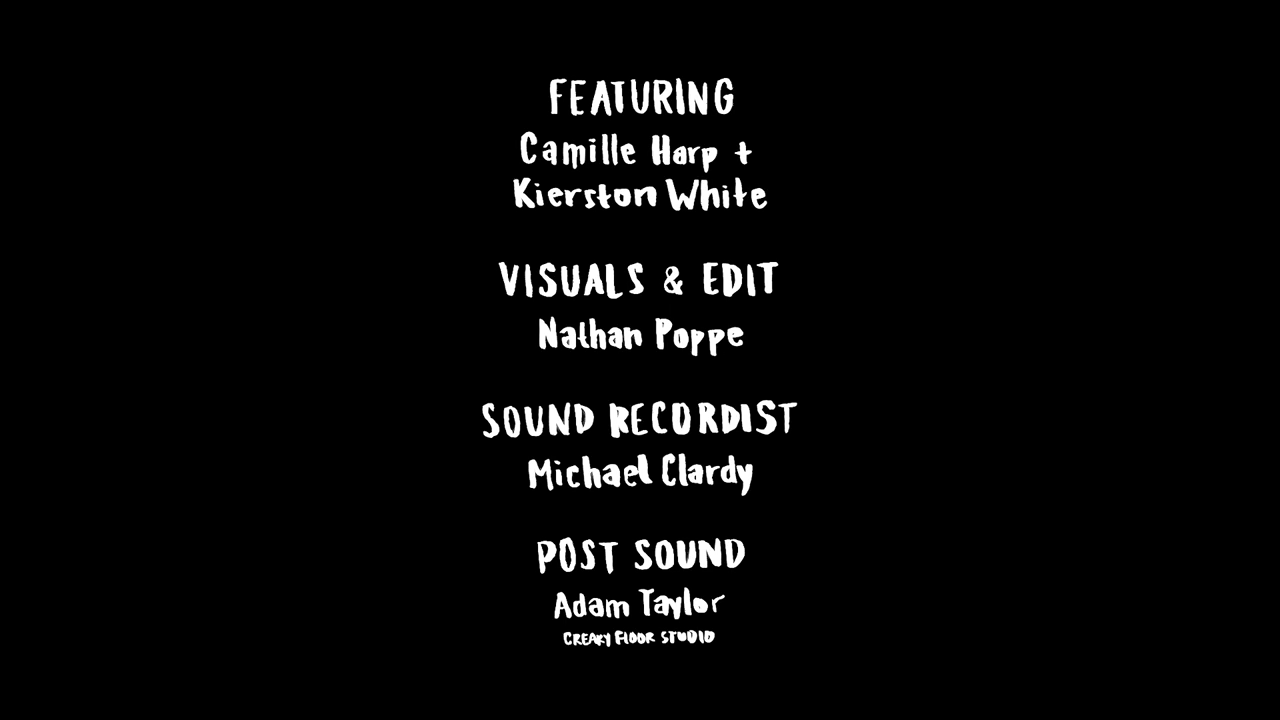 FEATURING
Camille Harp +
Kierston White
VISUALS & EDIT
Nathan Poppe
SOUND RECORDIST
Michael Clardy
POST SOUND
Adam Taylor
CREAKY FLOOR STUDIO